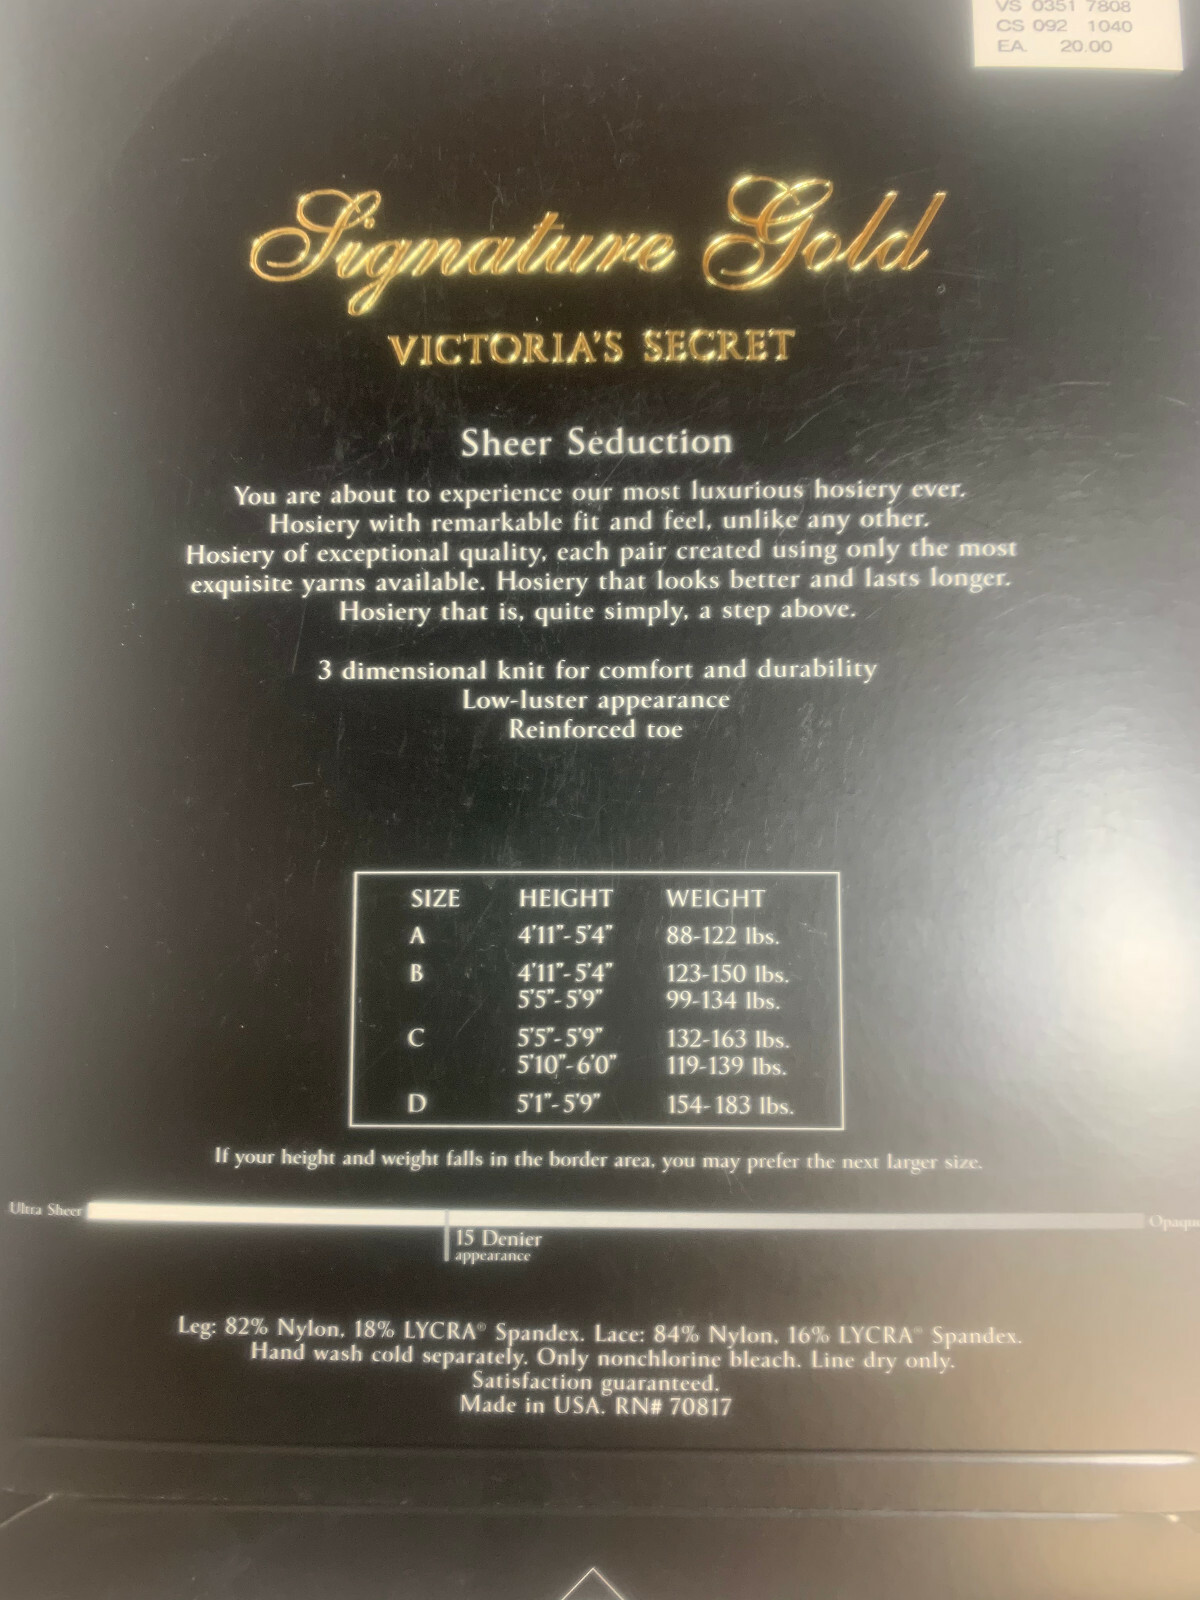 VS 0351 7808
CS 092 1040
EA. 20.00
Signature Gold
VICTORIA'S SECRET
Sheer Seduction
You are about to experience our most luxurious hosiery ever.
Hosiery with remarkable fit and feel, unlike any other.
Hosiery of exceptional quality, each pair created using only the most
exquisite yarns available. Hosiery that looks better and lasts longer.
Hosiery that is, quite simply, a step above.
3 dimensional knit for comfort and durability
Low-luster appearance
Reinforced toe
SIZE HEIGHT WEIGHT
A 4'11"-5'4" 88-122 lbs.
B 4'11"-5'4" 123-150 lbs.
5'5"-5'9" 99-134 lbs.
C 5'5"-5'9" 132-163 lbs.
5'10"-6'0" 119-139 lbs.
D 5'1"-5'9" 154-183 lbs.
If your height and weight falls in the border area, you may prefer the next larger size.
Ultra Sheer Opaqu
15 Denier
appearance
Leg: 82% Nylon, 18% LYCRA® Spandex. Lace: 84% Nylon, 16% LYCRA® Spandex.
Hand wash cold separately. Only nonchlorine bleach. Line dry only.
Satisfaction guaranteed.
Made in USA. RN# 70817